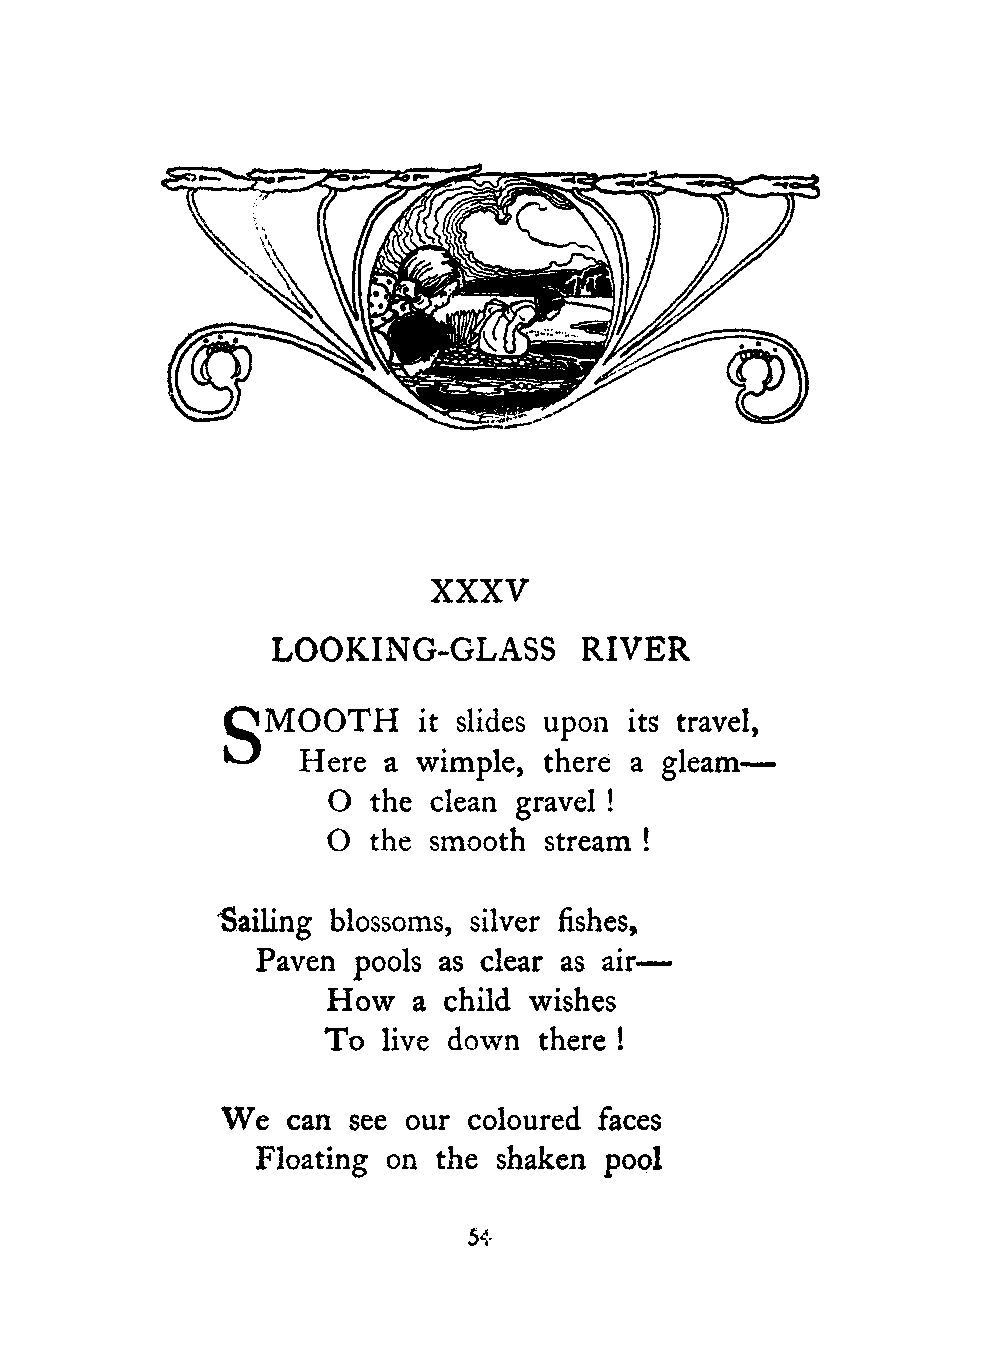 XXXV
LOOKING-GLASS RIVER
SMOOTH it slides upon its travel,
Here a wimple, there a gleam—
O the clean gravel !
O the smooth stream !
Sailing blossoms, silver fishes,
Paven pools as clear as air—
How a child wishes
To live down there !
We can see our coloured faces
Floating on the shaken pool
54